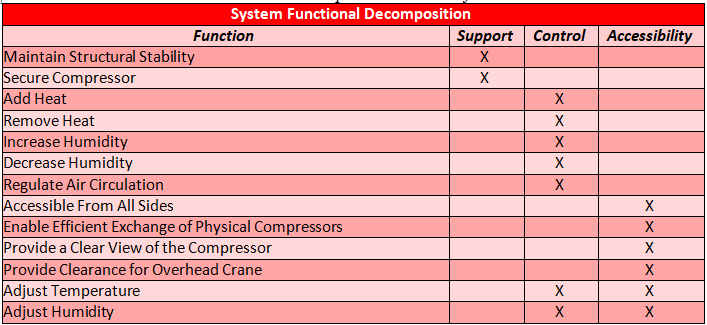 System Functional Decomposition
Function Support Control Accessibility
Maintain Structural Stability X
Secure Compressor X
Add Heat X
Remove Heat X
Increase Humidity X
Decrease Humidity X
Regulate Air Circulation X
Accessible From All Sides X
Enable Efficient Exchange of Physical Compressors X
Provide a Clear View of the Compressor X
Provide Clearance for Overhead Crane X
Adjust Temperature X X
Adjust Humidity X X